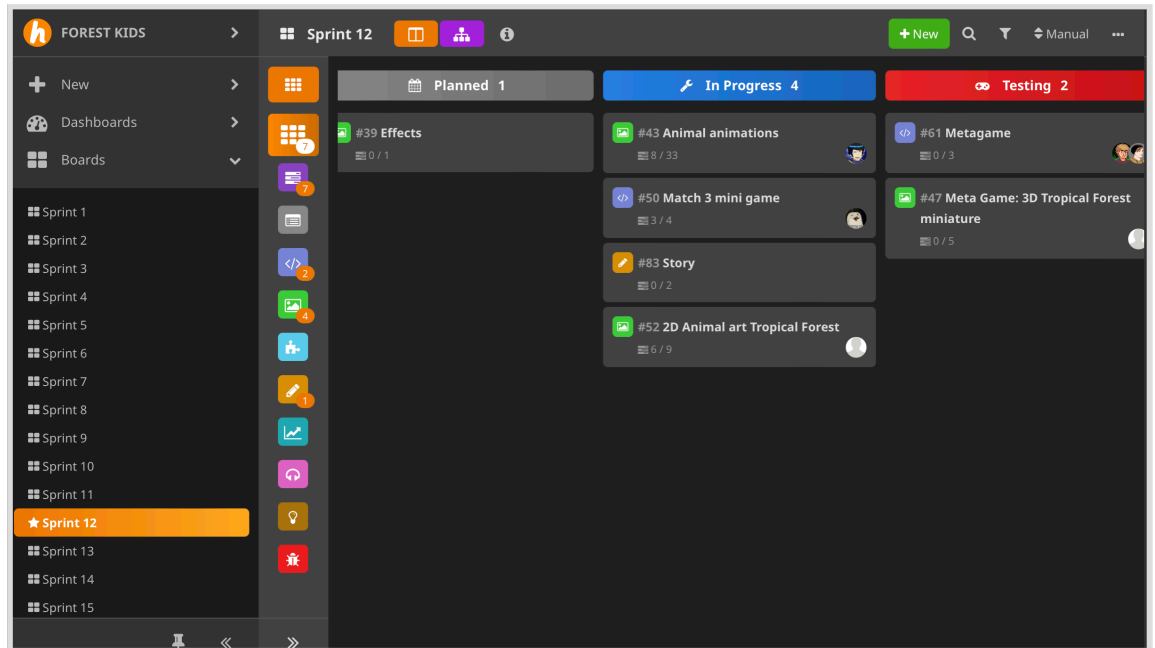 FOREST KIDS
Sprint 12
New
Manual
New
Dashboards
Boards
Sprint 1
Sprint 2
Sprint 3
Sprint 4
Sprint 5
Sprint 6
Sprint 7
Sprint 8
Sprint 9
Sprint 10
Sprint 11
Sprint 12
Sprint 13
Sprint 14
Sprint 15
7
7
2
4
1
Planned 1
#39 Effects
0 / 1
In Progress 4
#43 Animal animations
8 / 33
#50 Match 3 mini game
3 / 4
#83 Story
0 / 2
#52 2D Animal art Tropical Forest
6 / 9
Testing 2
#61 Metagame
0 / 3
#47 Meta Game: 3D Tropical Forest
miniature
0 / 5